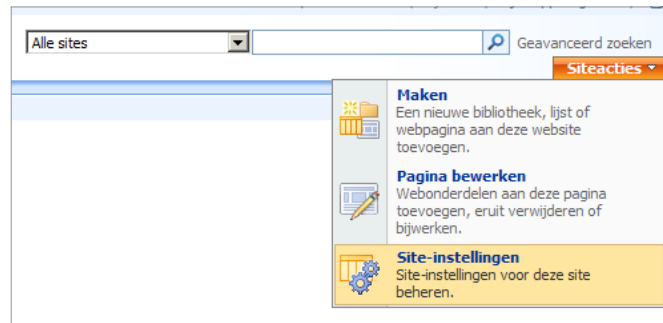 Alle sites
Geavanceerd zoeken
Siteacties
Maken
Een nieuwe bibliotheek, lijst of
webpagina aan deze website
toevoegen.
Pagina bewerken
Webonderdelen aan deze pagina
toevoegen, eruit verwijderen of
bijwerken.
Site-instellingen
Site-instellingen voor deze site
beheren.